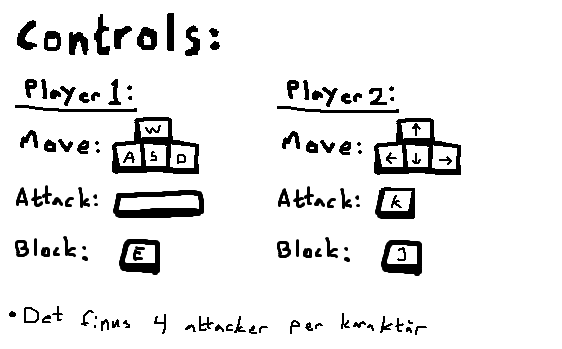 Controls:
Player 1:
Move: W
A S D
Attack:
Block: E
Player 2:
Move: ↑
← ↓ →
Attack: K
Block: J
• Det finns 4 attacker per karaktär